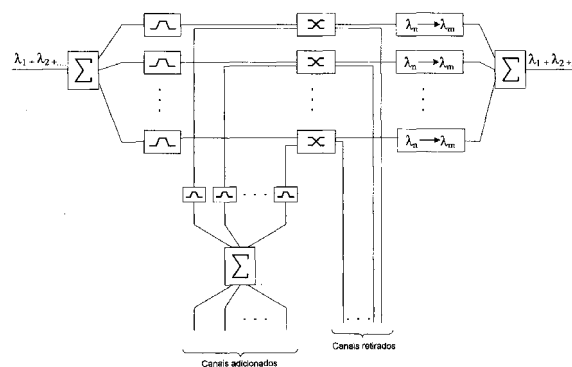 λ1 + λ2 +...
Σ
λn → λm
Σ
λ1 + λ2 +
λn → λm
λn → λm
Σ
Canais adicionados
Canais retirados